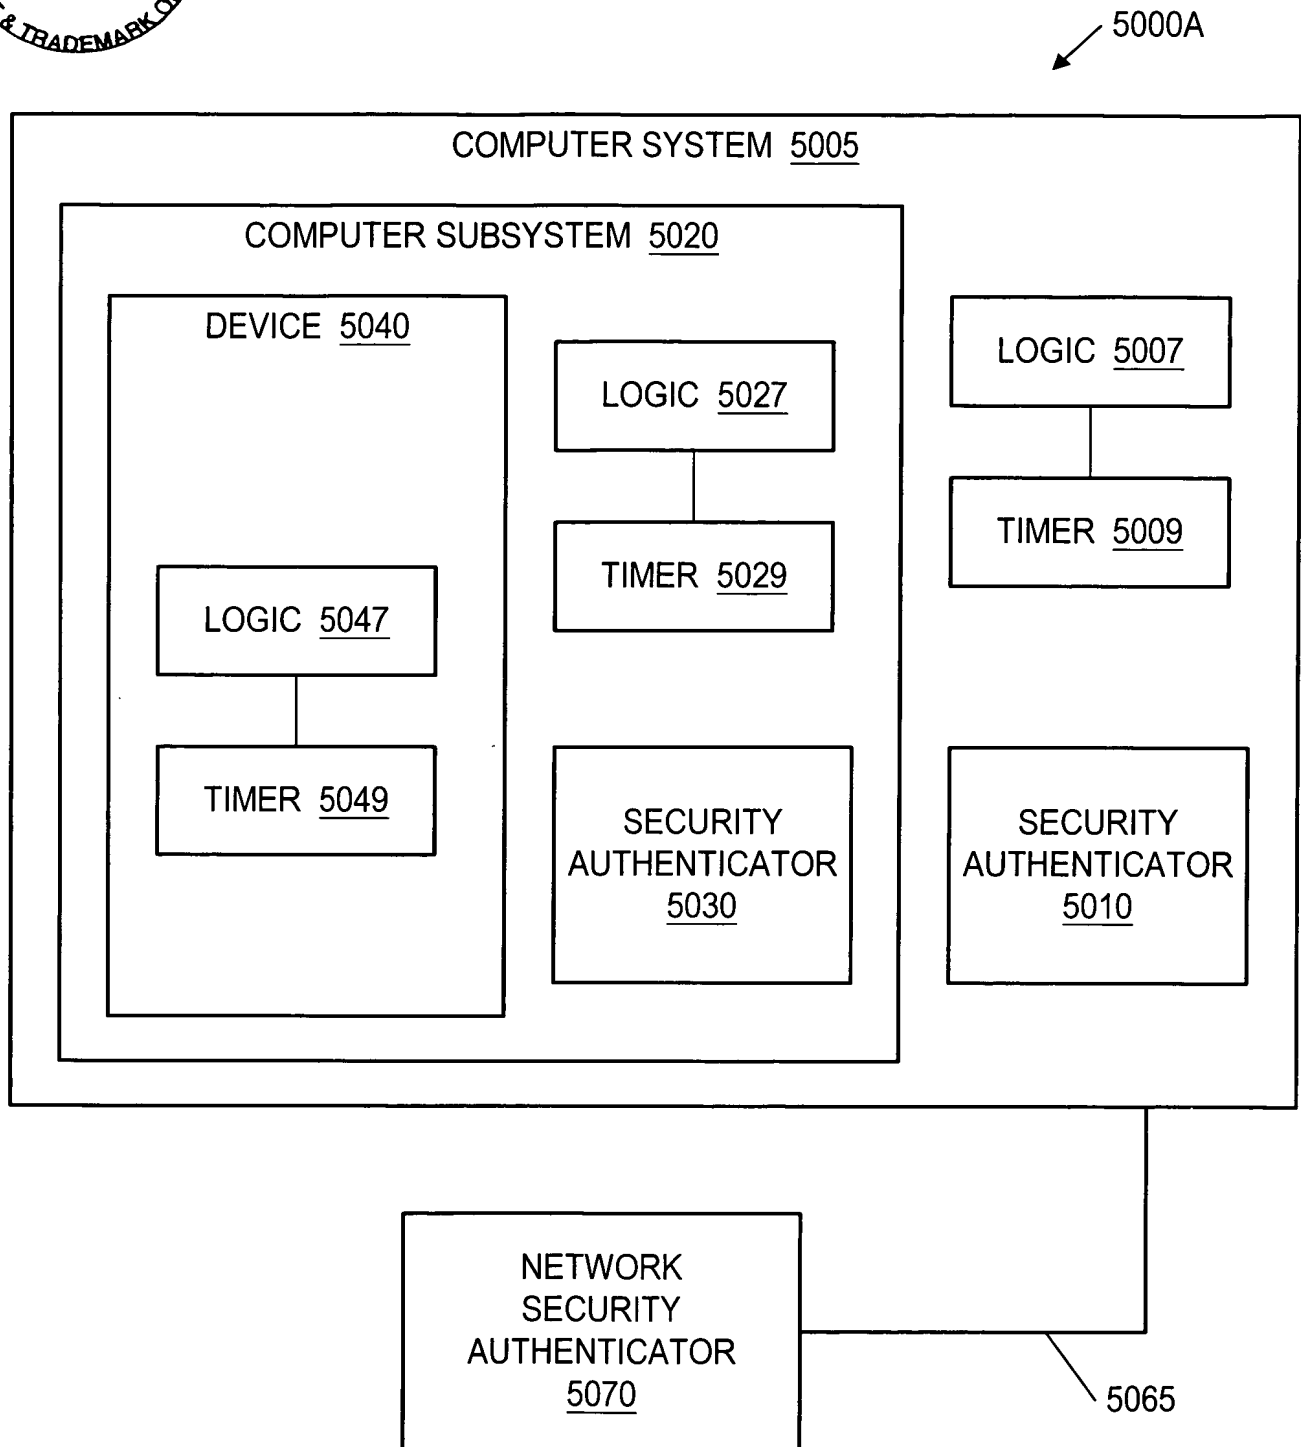 & TRADEMARK
5000A
COMPUTER SYSTEM 5005
COMPUTER SUBSYSTEM 5020
DEVICE 5040
LOGIC 5007
LOGIC 5027
TIMER 5009
TIMER 5029
LOGIC 5047
TIMER 5049
SECURITY
AUTHENTICATOR
5030
SECURITY
AUTHENTICATOR
5010
NETWORK
SECURITY
AUTHENTICATOR
5070
5065